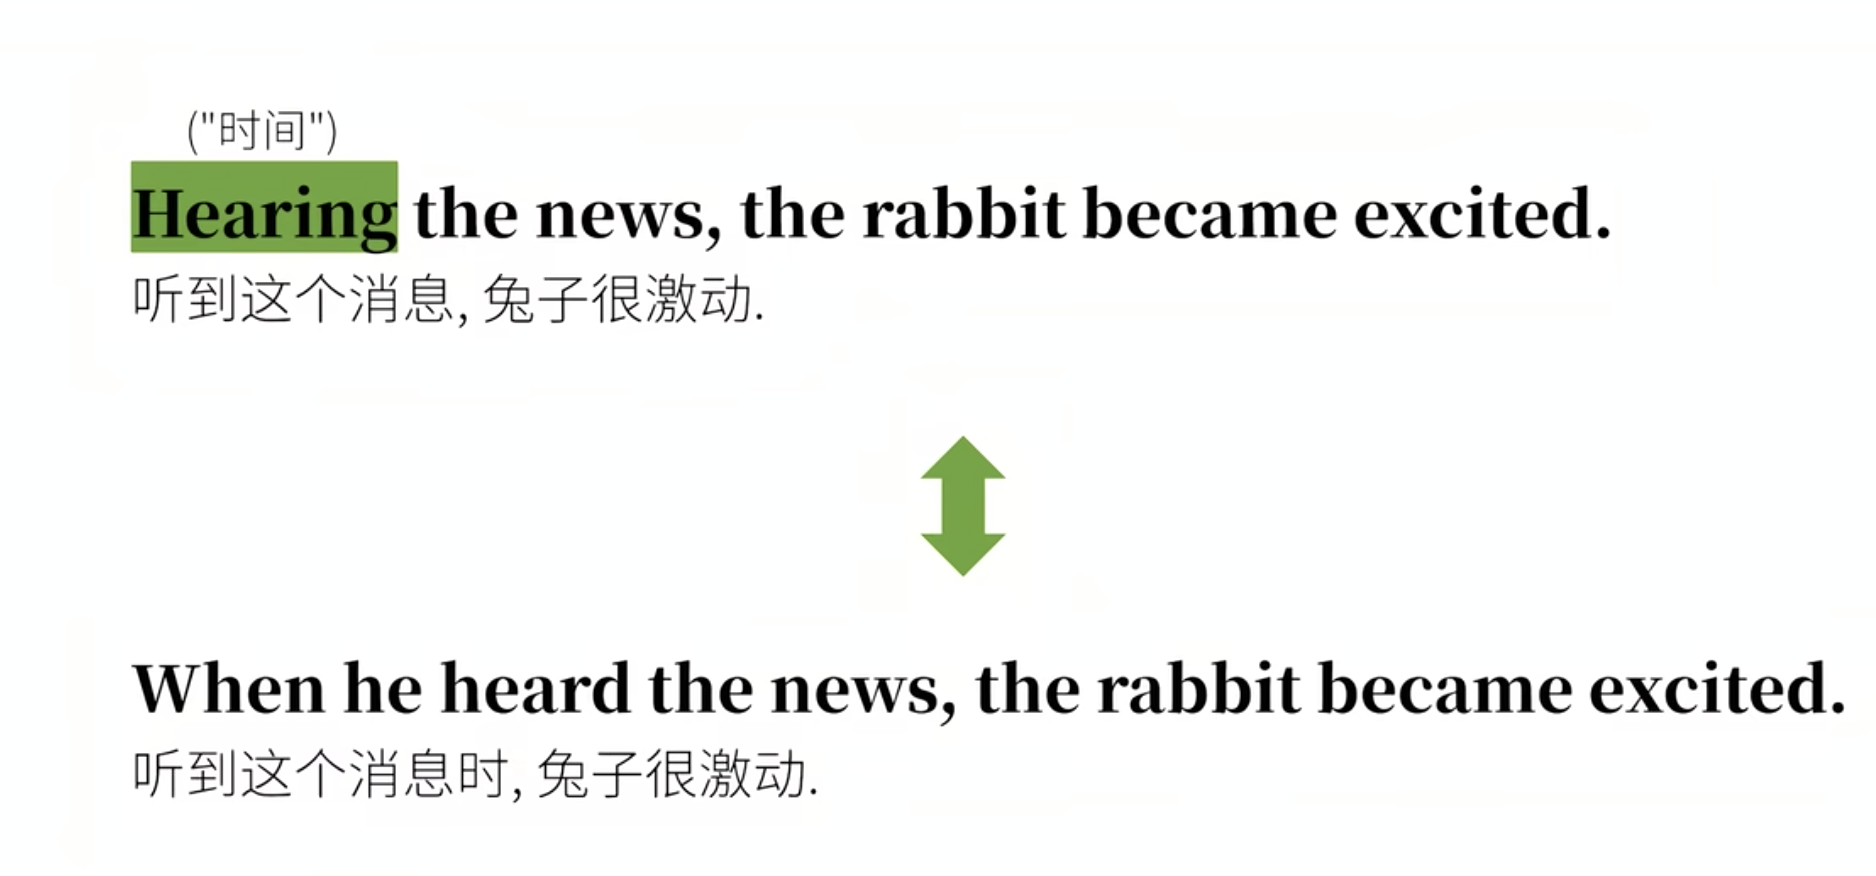 ("时间")
Hearing the news, the rabbit became excited.
听到这个消息, 兔子很激动.
When he heard the news, the rabbit became excited.
听到这个消息时, 兔子很激动.